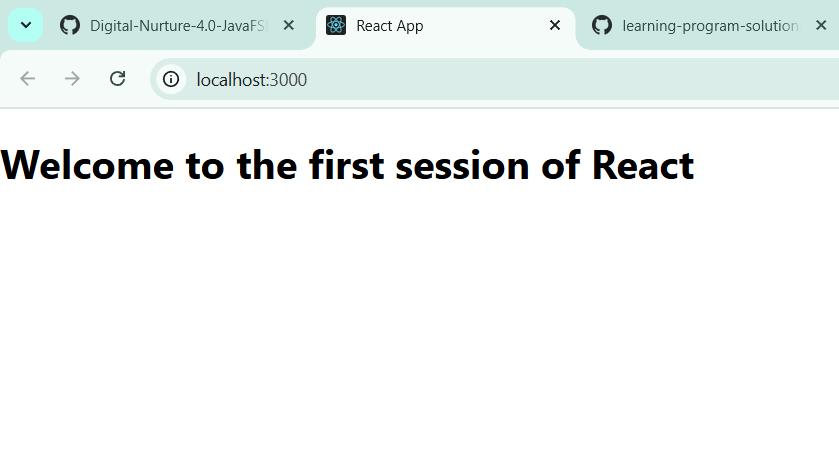 Digital-Nurture-4.0-JavaFS
React App
learning-program-solution
localhost:3000
Welcome to the first session of React